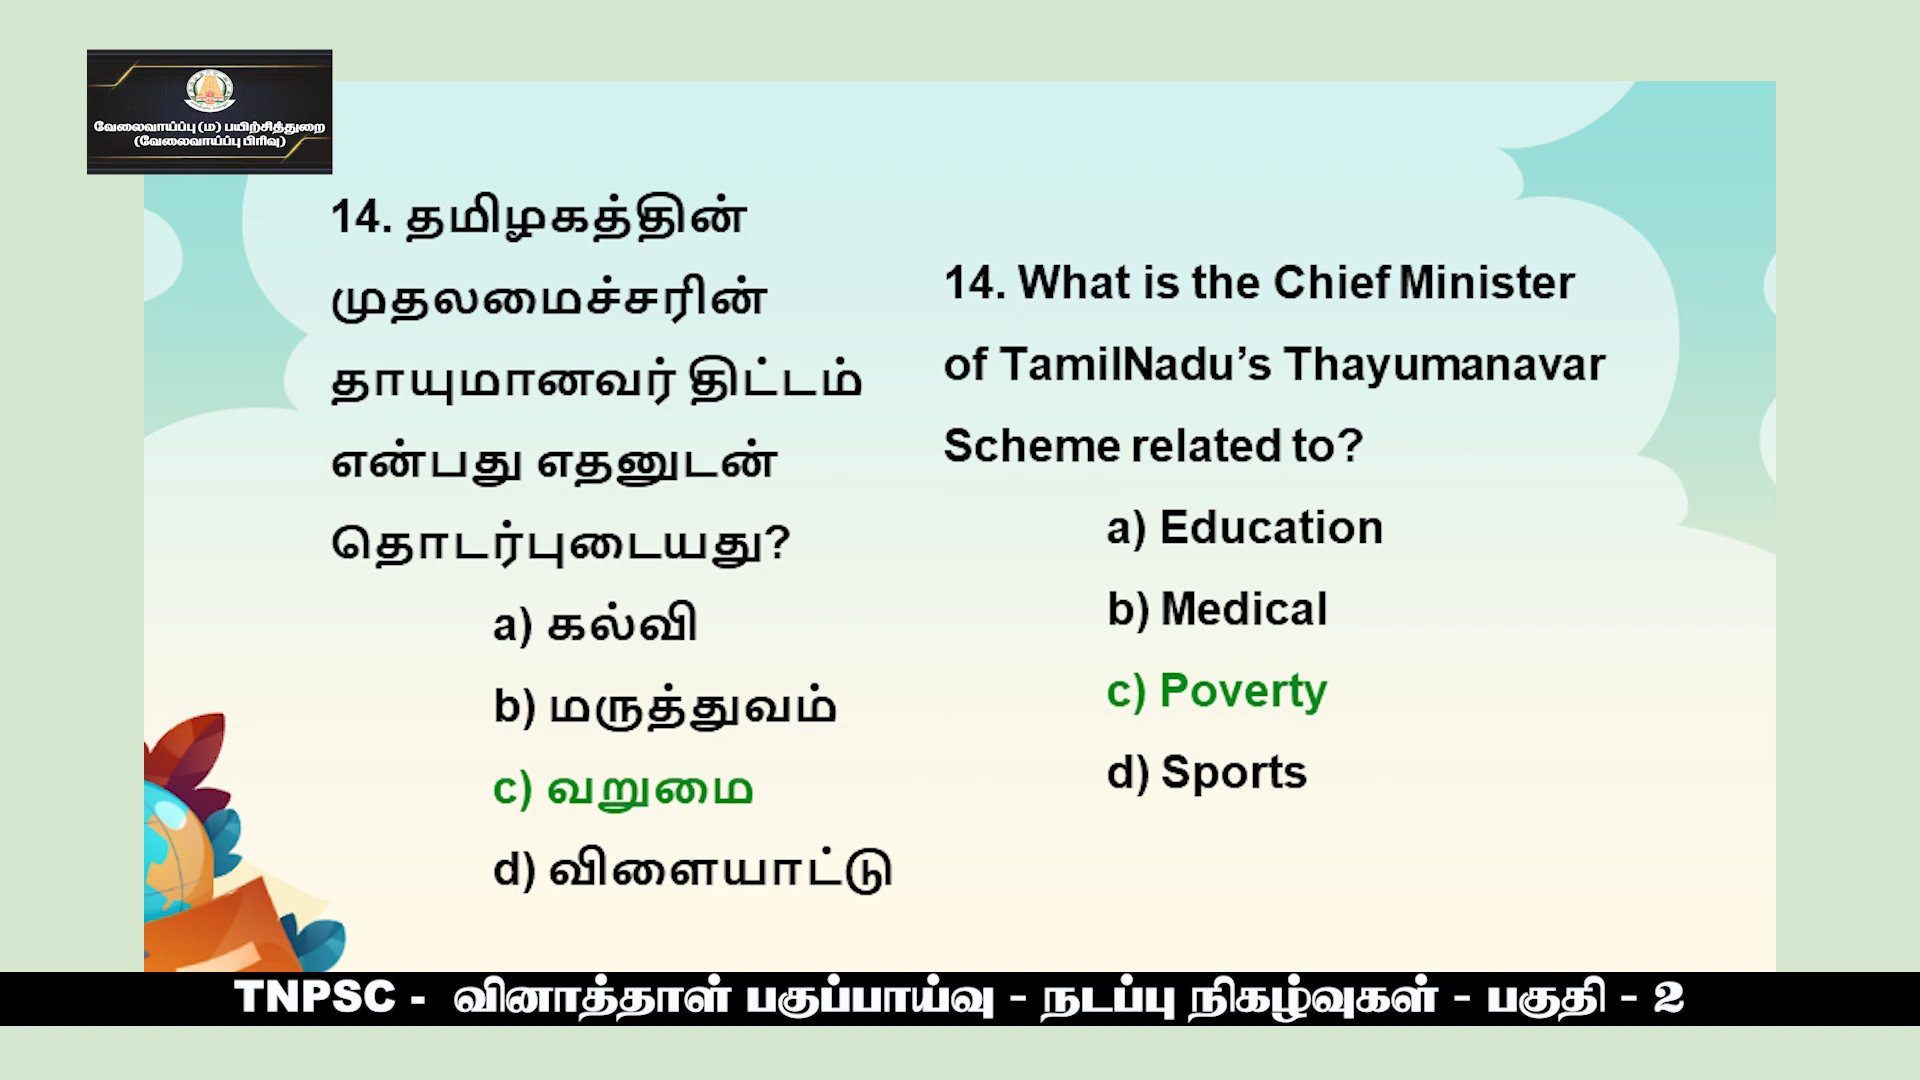 வேலைவாய்ப்பு (ம) பயிற்சித்துறை
(வேலைவாய்ப்பு பிரிவு)
14. தமிழகத்தின்
முதலமைச்சரின்
தாயுமானவர் திட்டம்
என்பது எதனுடன்
தொடர்புடையது?
a) கல்வி
b) மருத்துவம்
c) வறுமை
d) விளையாட்டு
14. What is the Chief Minister
of TamilNadu’s Thayumanavar
Scheme related to?
a) Education
b) Medical
c) Poverty
d) Sports
TNPSC - வினாத்தாள் பகுப்பாய்வு - நடப்பு நிகழ்வுகள் - பகுதி - 2